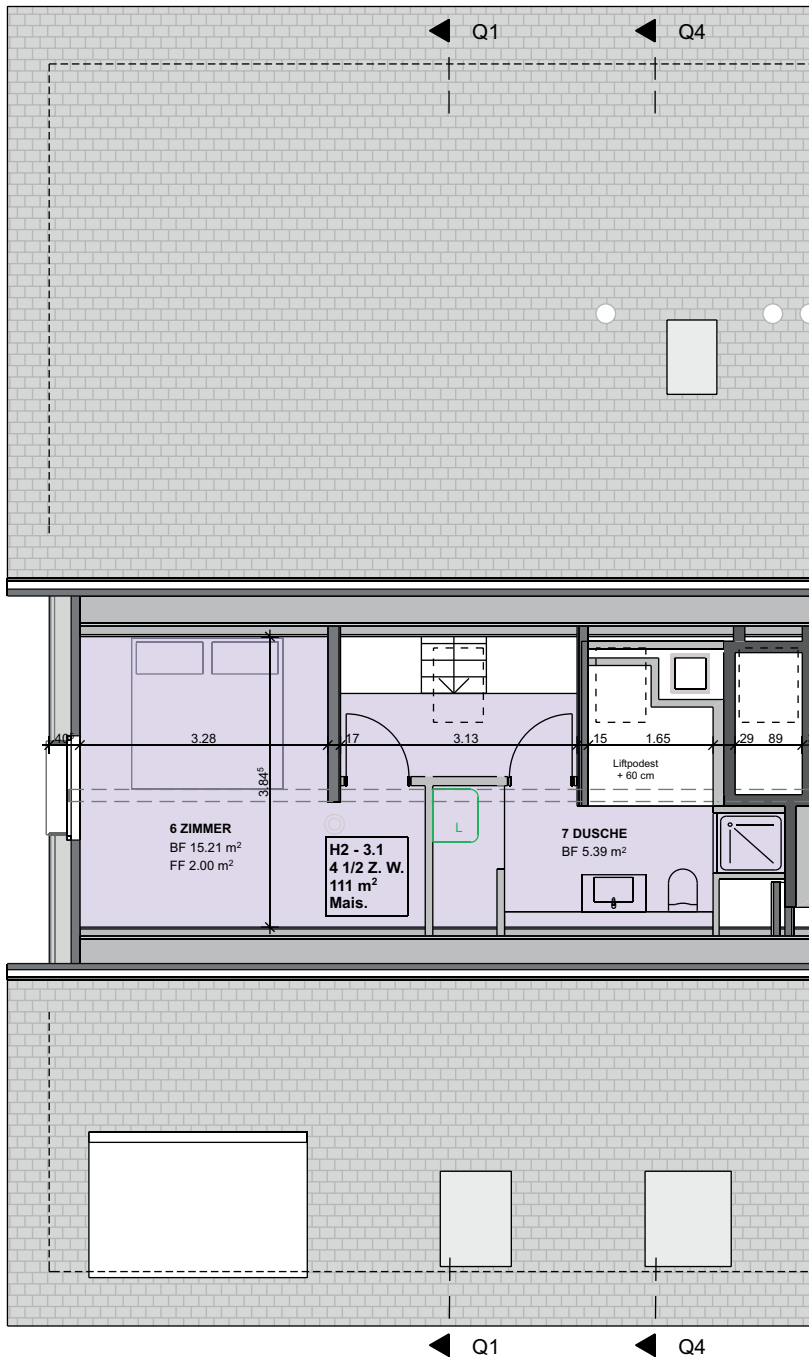 Q1
Q4
40⁵
3.28
17
3.13
15
1.65
29
89
3.84⁵
Liftpodest
+ 60 cm
6 ZIMMER
BF 15.21 m²
FF 2.00 m²
H2 - 3.1
4 1/2 Z. W.
111 m²
Mais.
L
7 DUSCHE
BF 5.39 m²
Q1
Q4